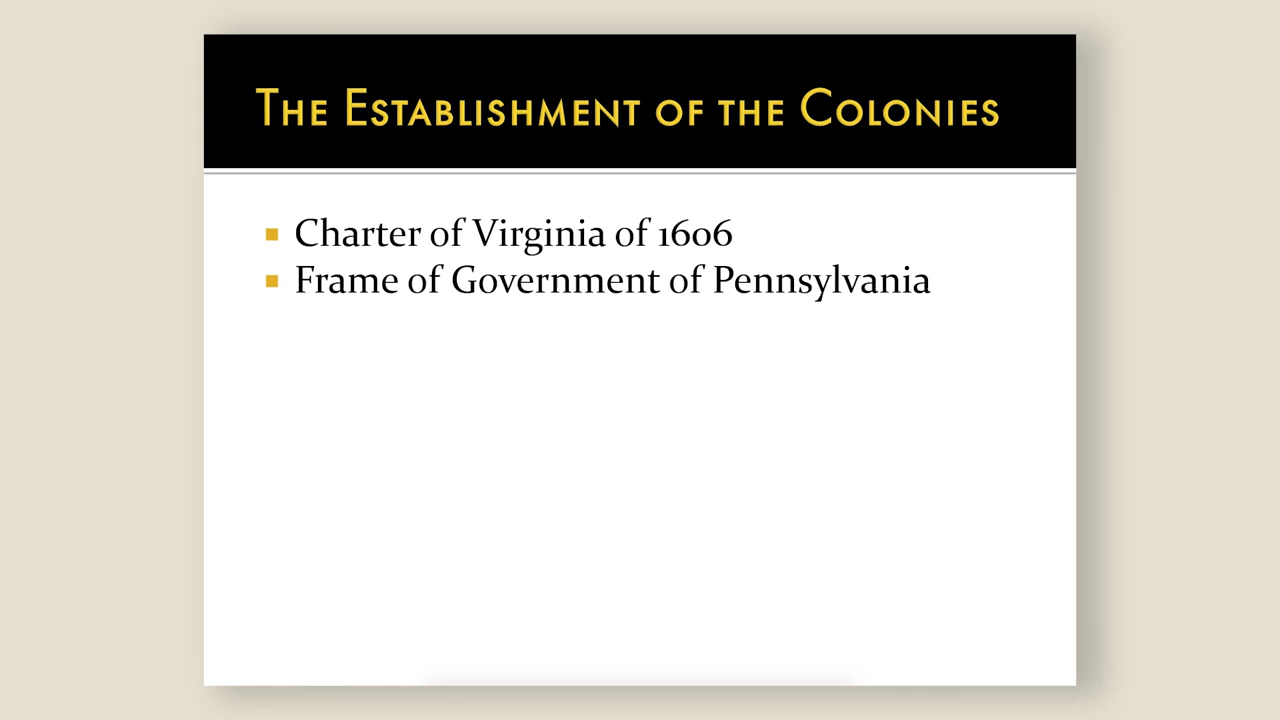 The Establishment of the Colonies
Charter of Virginia of 1606
Frame of Government of Pennsylvania